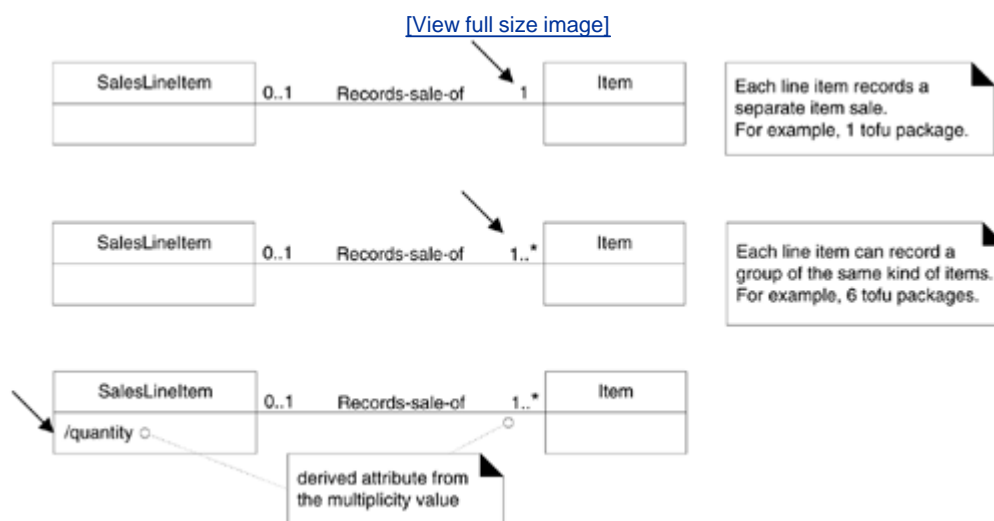 [View full size image]
SalesLineItem
0..1
Records-sale-of
1
Item
Each line item records a
separate item sale.
For example, 1 tofu package.
SalesLineItem
0..1
Records-sale-of
1..*
Item
Each line item can record a
group of the same kind of items.
For example, 6 tofu packages.
SalesLineItem
/quantity
0..1
Records-sale-of
1..*
Item
derived attribute from
the multiplicity value